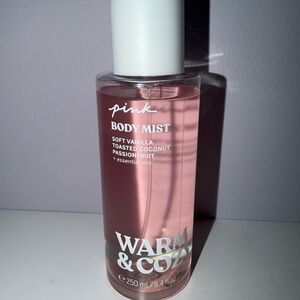 pink
BODY MIST
SOFT VANILLA
TOASTED COCONUT
PASSIONFRUIT
+ essential oils
WARM
& COZY
℮ 250 mL/8.4 fl oz